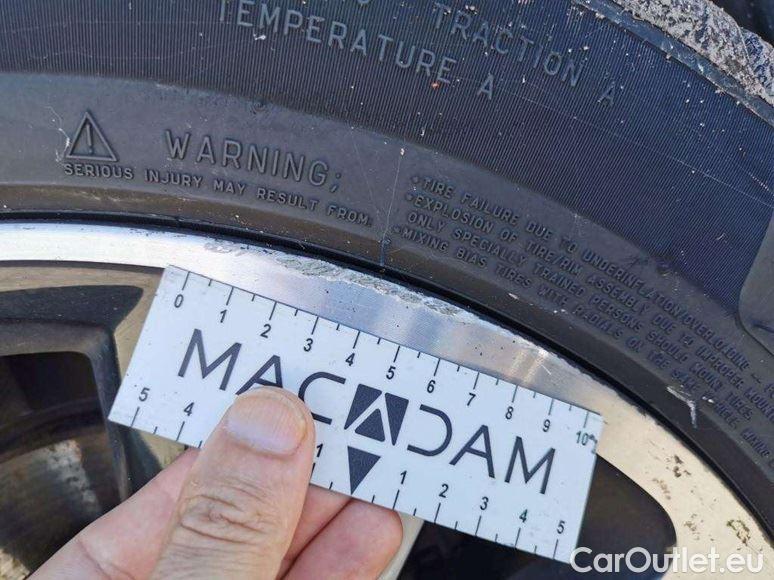 TRACTION A
TEMPERATURE A
WARNING;
SERIOUS INJURY MAY RESULT FROM:
•TIRE FAILURE DUE TO UNDERINFLATION/OVERLOADING –
•EXPLOSION OF TIRE/RIM ASSEMBLY DUE TO IMPROPER MOUNT
ONLY SPECIALLY TRAINED PERSONS SHOULD MOUNT TIRES
•MIXING BIAS TIRES WITH RADIALS ON THE SAME
0 1 2 3 4 5 6 7 8 9 10
MACADAM
5 4 1 1 2 3 4 5
CarOutlet.eu